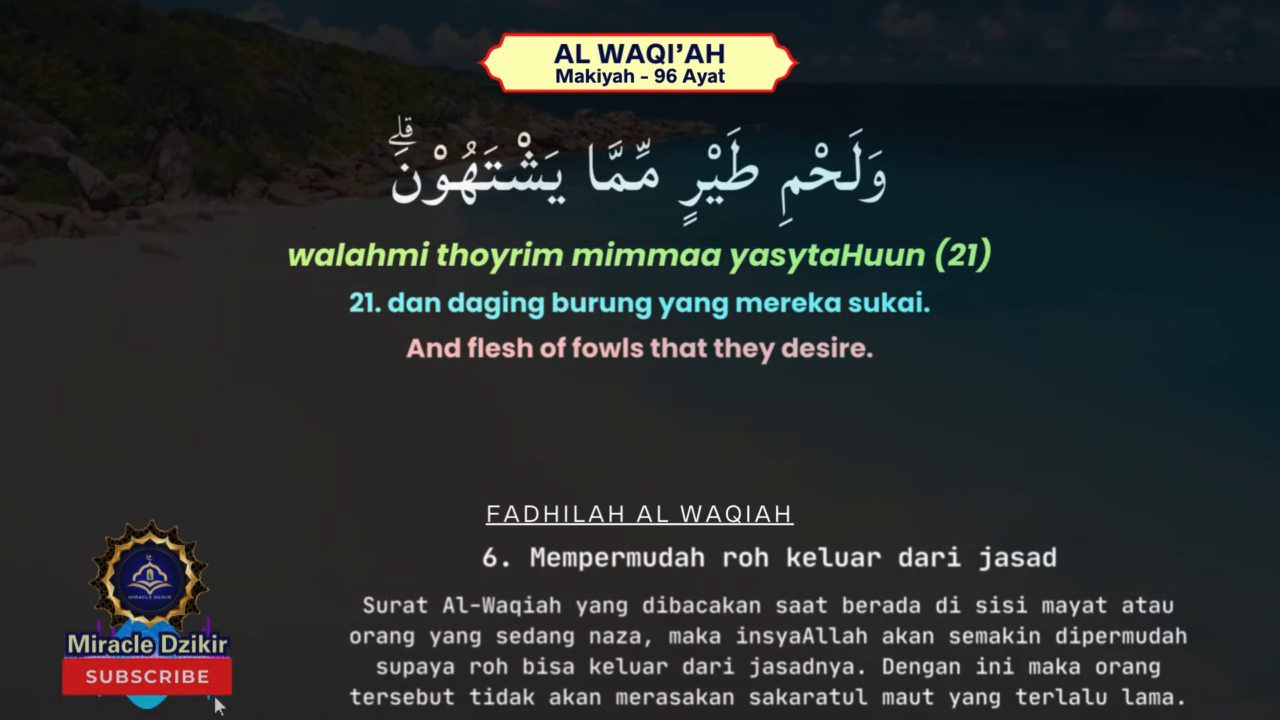 AL WAQI'AH
Makiyah - 96 Ayat
وَلَحْمِ طَيْرٍ مِّمَّا يَشْتَهُوْنَۗ
walahmi thoyrim mimmaa yasytaHuun (21)
21. dan daging burung yang mereka sukai.
And flesh of fowls that they desire.
FADHILAH AL WAQIAH
6. Mempermudah roh keluar dari jasad
Surat Al-Waqiah yang dibacakan saat berada di sisi mayat atau
orang yang sedang naza, maka insyaAllah akan semakin dipermudah
supaya roh bisa keluar dari jasadnya. Dengan ini maka orang
tersebut tidak akan merasakan sakaratul maut yang terlalu lama.
MIRACLE DZIKIR
Miracle Dzikir
SUBSCRIBE